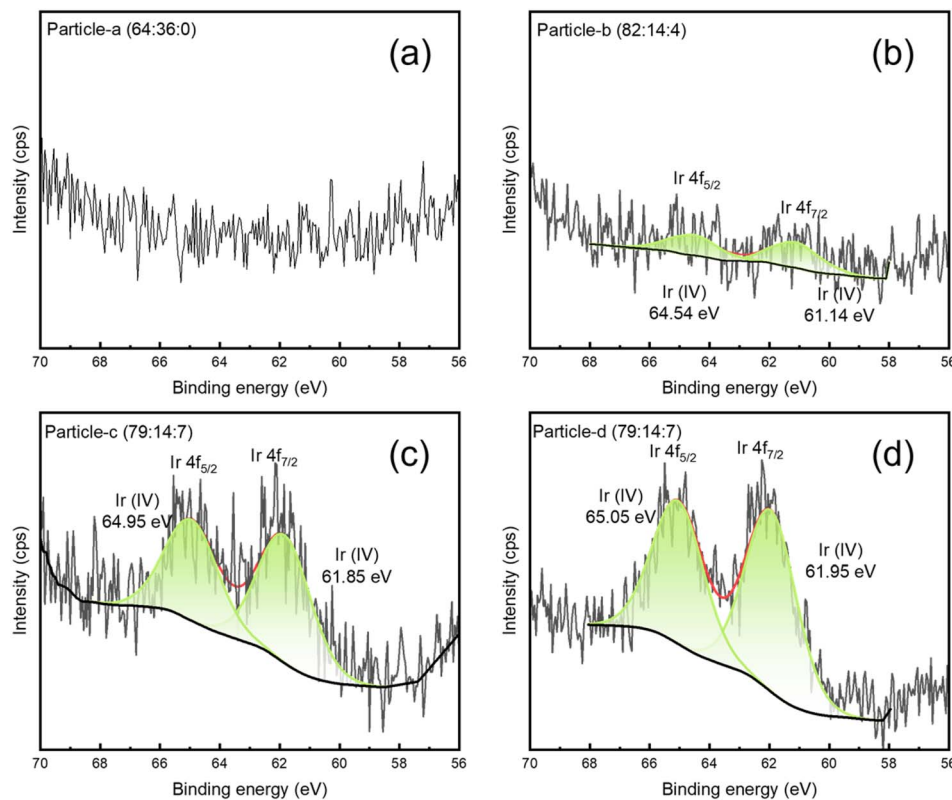 Particle-a (64:36:0)
(a)
Intensity (cps)
70 68 66 64 62 60 58 56
Binding energy (eV)
Particle-b (82:14:4)
(b)
Ir 4f5/2
Ir 4f7/2
Ir (IV)
64.54 eV
Ir (IV)
61.14 eV
Intensity (cps)
70 68 66 64 62 60 58 56
Binding energy (eV)
Particle-c (79:14:7)
(c)
Ir 4f5/2
Ir 4f7/2
Ir (IV)
64.95 eV
Ir (IV)
61.85 eV
Intensity (cps)
70 68 66 64 62 60 58 56
Binding energy (eV)
Particle-d (79:14:7)
(d)
Ir 4f5/2
Ir 4f7/2
Ir (IV)
65.05 eV
Ir (IV)
61.95 eV
Intensity (cps)
70 68 66 64 62 60 58 56
Binding energy (eV)